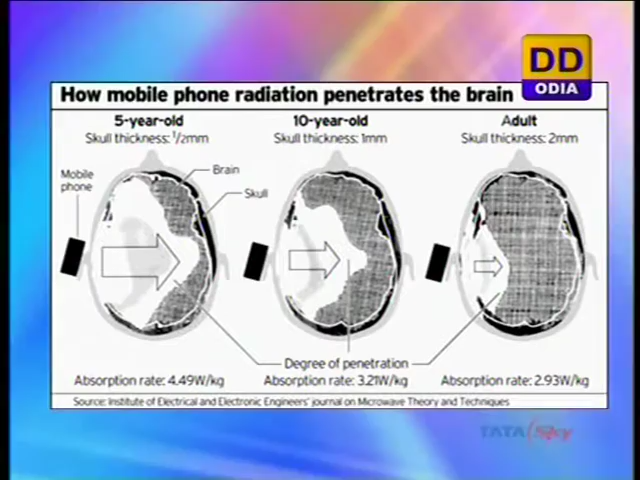 DD
ODIA
How mobile phone radiation penetrates the brain
5-year-old
Skull thickness: 1/2mm
10-year-old
Skull thickness: 1mm
Adult
Skull thickness: 2mm
Mobile
phone
Brain
Skull
Degree of penetration
Absorption rate: 4.49W/kg
Absorption rate: 3.21W/kg
Absorption rate: 2.93W/kg
Source: Institute of Electrical and Electronic Engineers' journal on Microwave Theory and Techniques
TATA Sky